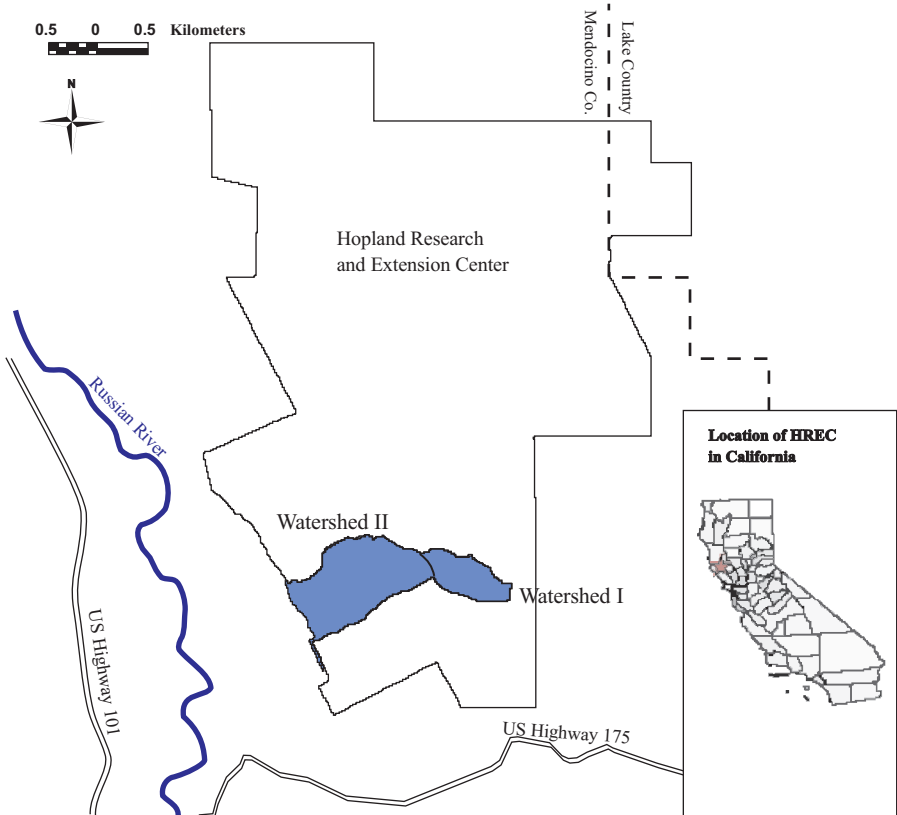 0.5 0 0.5 Kilometers
N
Mendocino Co.
Lake Country
Hopland Research
and Extension Center
Russian River
Watershed II
Watershed I
US Highway 101
US Highway 175
Location of HREC
in California